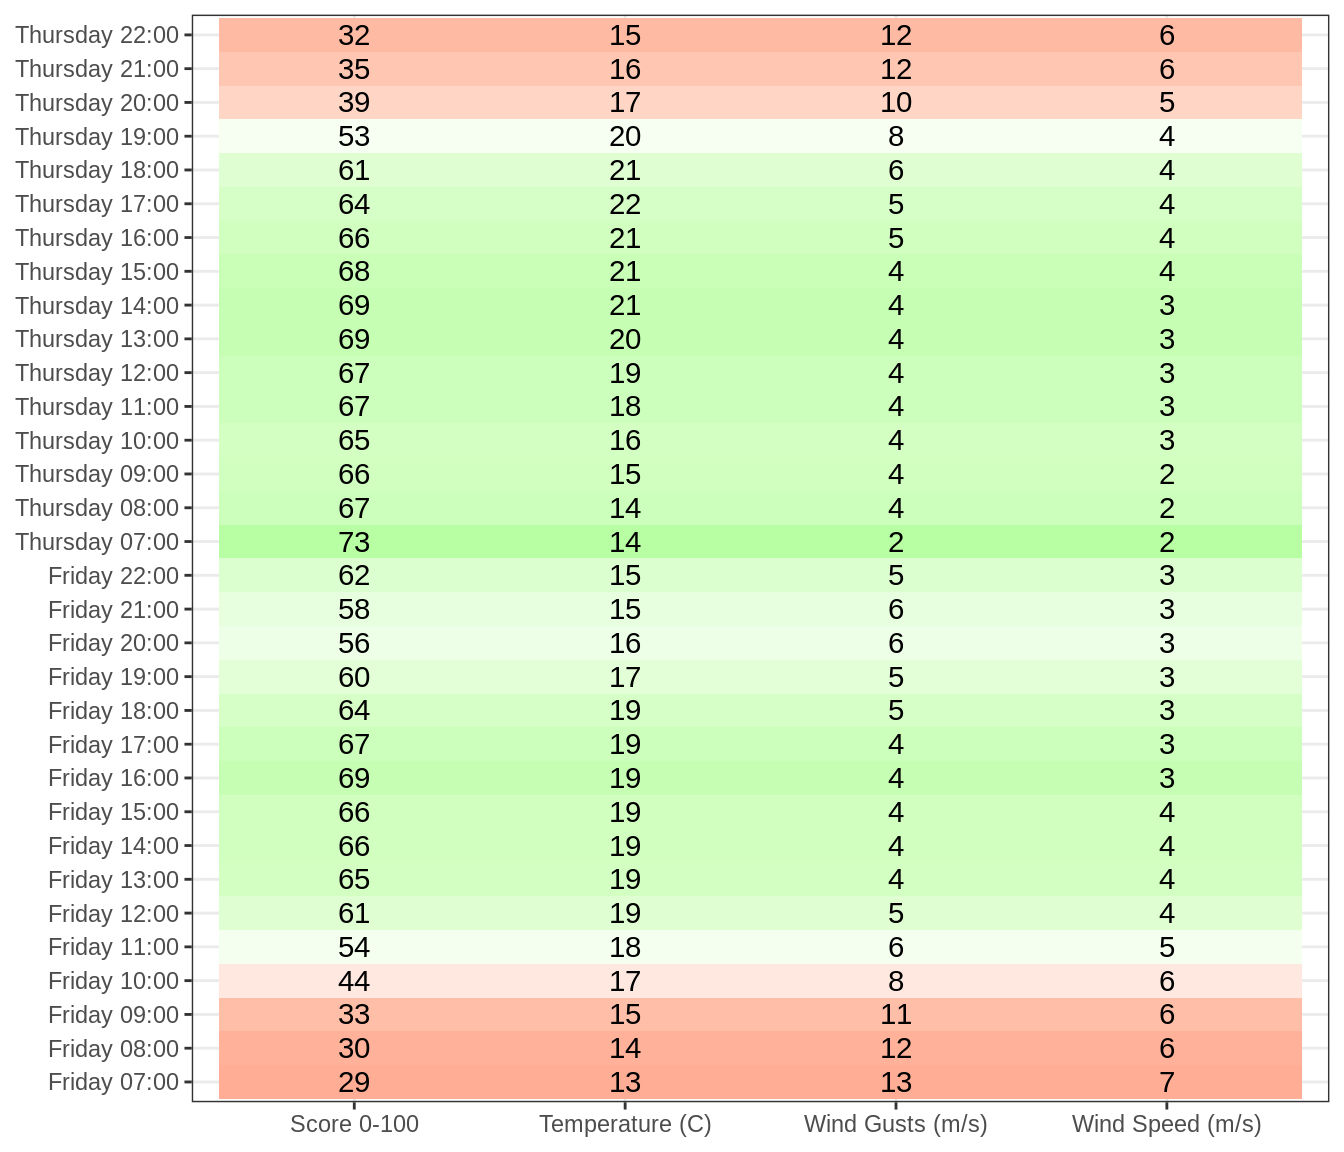 Thursday 22:00 32 15 12 6
Thursday 21:00 35 16 12 6
Thursday 20:00 39 17 10 5
Thursday 19:00 53 20 8 4
Thursday 18:00 61 21 6 4
Thursday 17:00 64 22 5 4
Thursday 16:00 66 21 5 4
Thursday 15:00 68 21 4 4
Thursday 14:00 69 21 4 3
Thursday 13:00 69 20 4 3
Thursday 12:00 67 19 4 3
Thursday 11:00 67 18 4 3
Thursday 10:00 65 16 4 3
Thursday 09:00 66 15 4 2
Thursday 08:00 67 14 4 2
Thursday 07:00 73 14 2 2
Friday 22:00 62 15 5 3
Friday 21:00 58 15 6 3
Friday 20:00 56 16 6 3
Friday 19:00 60 17 5 3
Friday 18:00 64 19 5 3
Friday 17:00 67 19 4 3
Friday 16:00 69 19 4 3
Friday 15:00 66 19 4 4
Friday 14:00 66 19 4 4
Friday 13:00 65 19 4 4
Friday 12:00 61 19 5 4
Friday 11:00 54 18 6 5
Friday 10:00 44 17 8 6
Friday 09:00 33 15 11 6
Friday 08:00 30 14 12 6
Friday 07:00 29 13 13 7
Score 0-100 Temperature (C) Wind Gusts (m/s) Wind Speed (m/s)